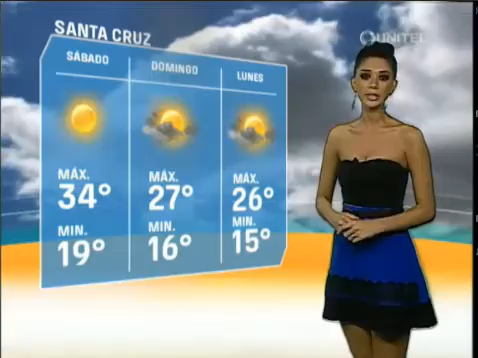 UNITEL
SANTA CRUZ
SÁBADO DOMINGO LUNES
MÁX. MÁX. MÁX.
34° 27° 26°
MIN. MIN. MIN.
19° 16° 15°